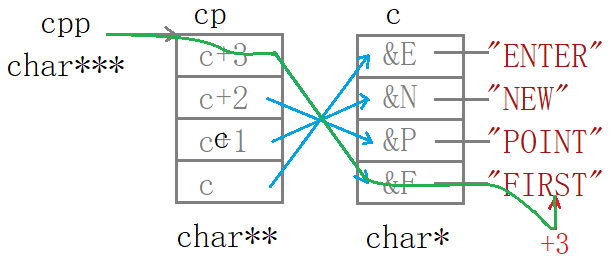 cpp
char***
cp
c+3
c+2
c+1
c
c
char**
c
&E
&N
&P
&F
char*
"ENTER"
"NEW"
"POINT"
"FIRST"
+3